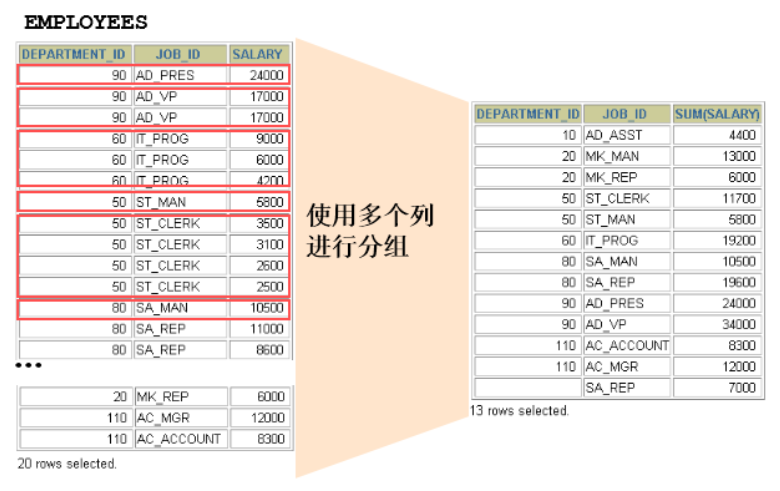 EMPLOYEES
DEPARTMENT_ID JOB_ID SALARY
90 AD_PRES 24000
90 AD_VP 17000
90 AD_VP 17000
60 IT_PROG 9000
60 IT_PROG 6000
60 IT_PROG 4200
50 ST_MAN 5800
50 ST_CLERK 3500
50 ST_CLERK 3100
50 ST_CLERK 2600
50 ST_CLERK 2500
80 SA_MAN 10500
80 SA_REP 11000
80 SA_REP 8600
•••
20 MK_REP 6000
110 AC_MGR 12000
110 AC_ACCOUNT 8300
20 rows selected.
使用多个列
进行分组
DEPARTMENT_ID JOB_ID SUM(SALARY)
10 AD_ASST 4400
20 MK_MAN 13000
20 MK_REP 6000
50 ST_CLERK 11700
50 ST_MAN 5800
60 IT_PROG 19200
80 SA_MAN 10500
80 SA_REP 19600
90 AD_PRES 24000
90 AD_VP 34000
110 AC_ACCOUNT 8300
110 AC_MGR 12000
SA_REP 7000
13 rows selected.